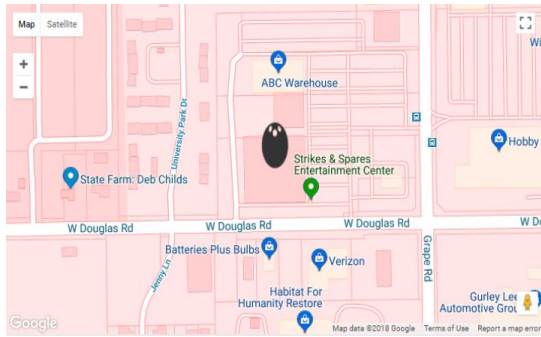 Map
Satellite
Wi
ABC Warehouse
University Park Dr
Hobby
Strikes & Spares
Entertainment Center
State Farm: Deb Childs
W Douglas Rd
W Douglas Rd
W Do
Batteries Plus Bulbs
Verizon
Grape Rd
Jenny Ln
Habitat For
Humanity Restore
Gurley Lee
Automotive Grou
Google
Map data ©2018 Google
Terms of Use
Report a map error